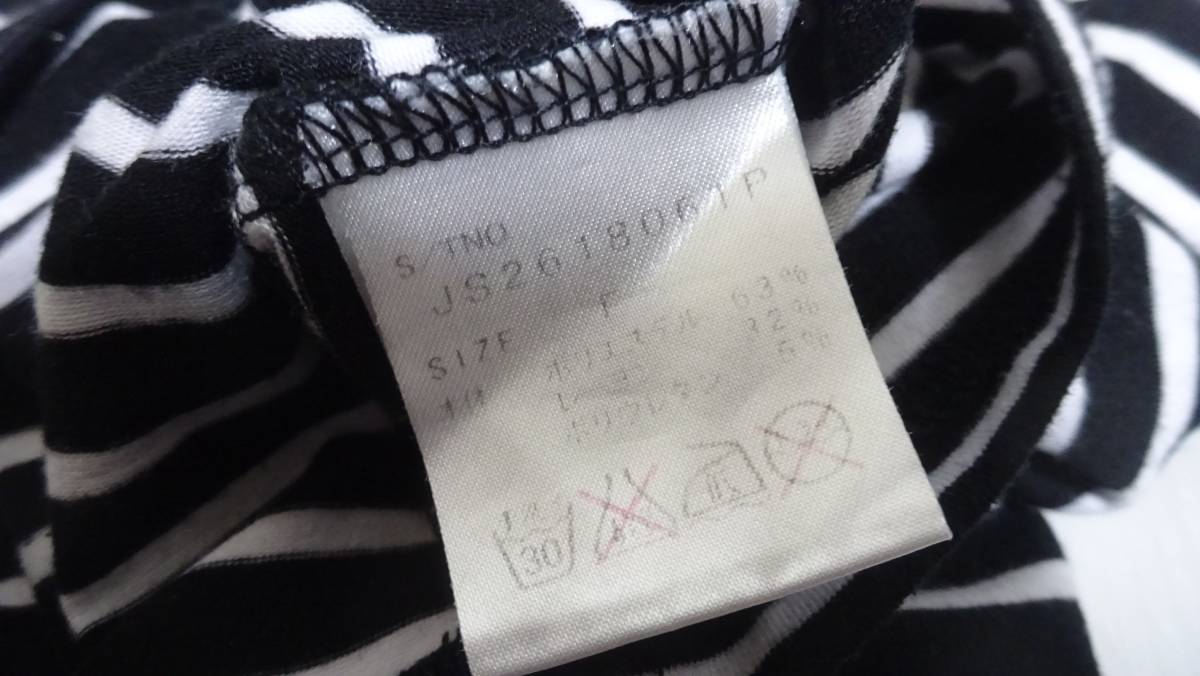 S TNO
JS2618061P
SIZE F
ポリエステル 63%
レーヨン 32%
ポリウレタン 5%
30